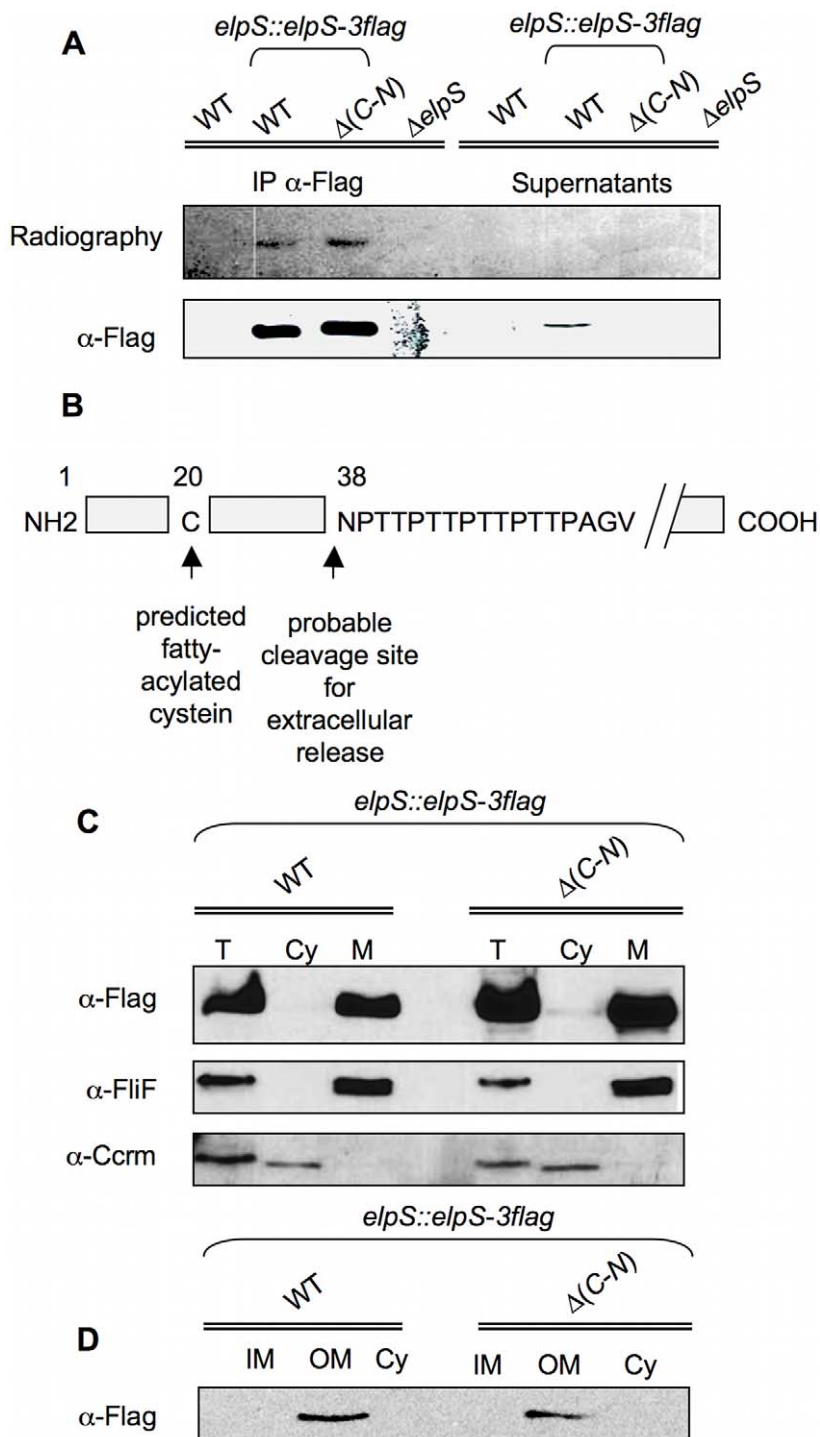 A
elpS::elpS-3flag elpS::elpS-3flag
WT WT Δ(C-N) ΔelpS WT WT Δ(C-N) ΔelpS
IP α-Flag Supernatants
Radiography
α-Flag
B
1 20 38
NH2 C NPTTPTTPTTPTTPAGV COOH
predicted
fatty-
acylated
cystein
probable
cleavage site
for
extracellular
release
C
elpS::elpS-3flag
WT Δ(C-N)
T Cy M T Cy M
α-Flag
α-FliF
α-Ccrm
elpS::elpS-3flag
WT Δ(C-N)
D
IM OM Cy IM OM Cy
α-Flag